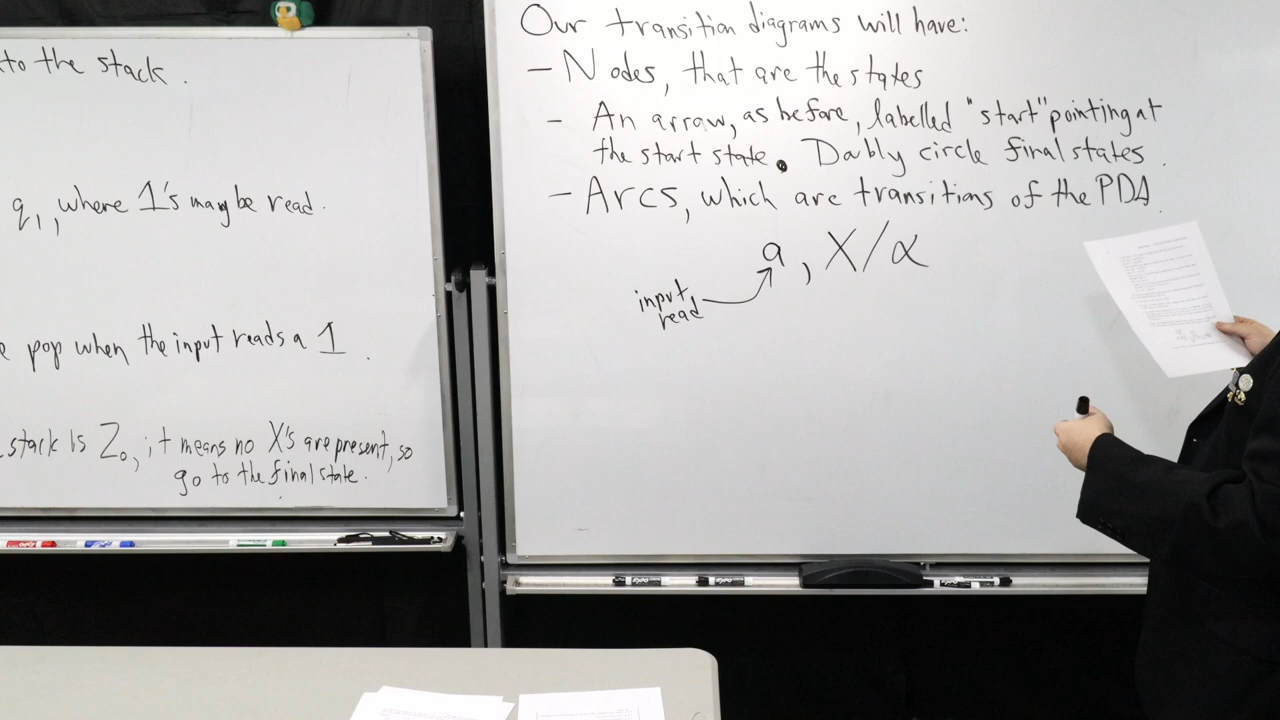 to the stack.
q₁, where 1's may be read.
pop when the input reads a 1.
stack is Z₀, it means no X's are present, so
go to the final state.
Our transition diagrams will have:
- Nodes, that are the states
- An arrow, as before, labelled "start" pointing at
the start state. Doubly circle final states.
- Arcs, which are transitions of the PDA.
a, X/α
input
read